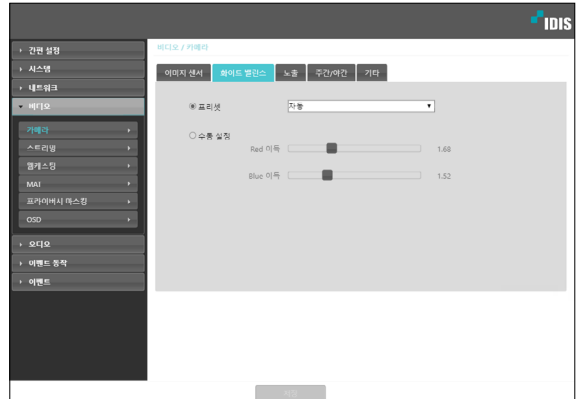 IDIS
간편 설정
시스템
네트워크
비디오
카메라
스트리밍
웹캐스팅
MAT
프라이버시 마스킹
OSD
오디오
이벤트 동작
이벤트
비디오 / 카메라
이미지 센서 화이트 밸런스 노출 주간/야간 기타
프리셋 자동
수동 설정
Red 이득 1.68
Blue 이득 1.52
저장